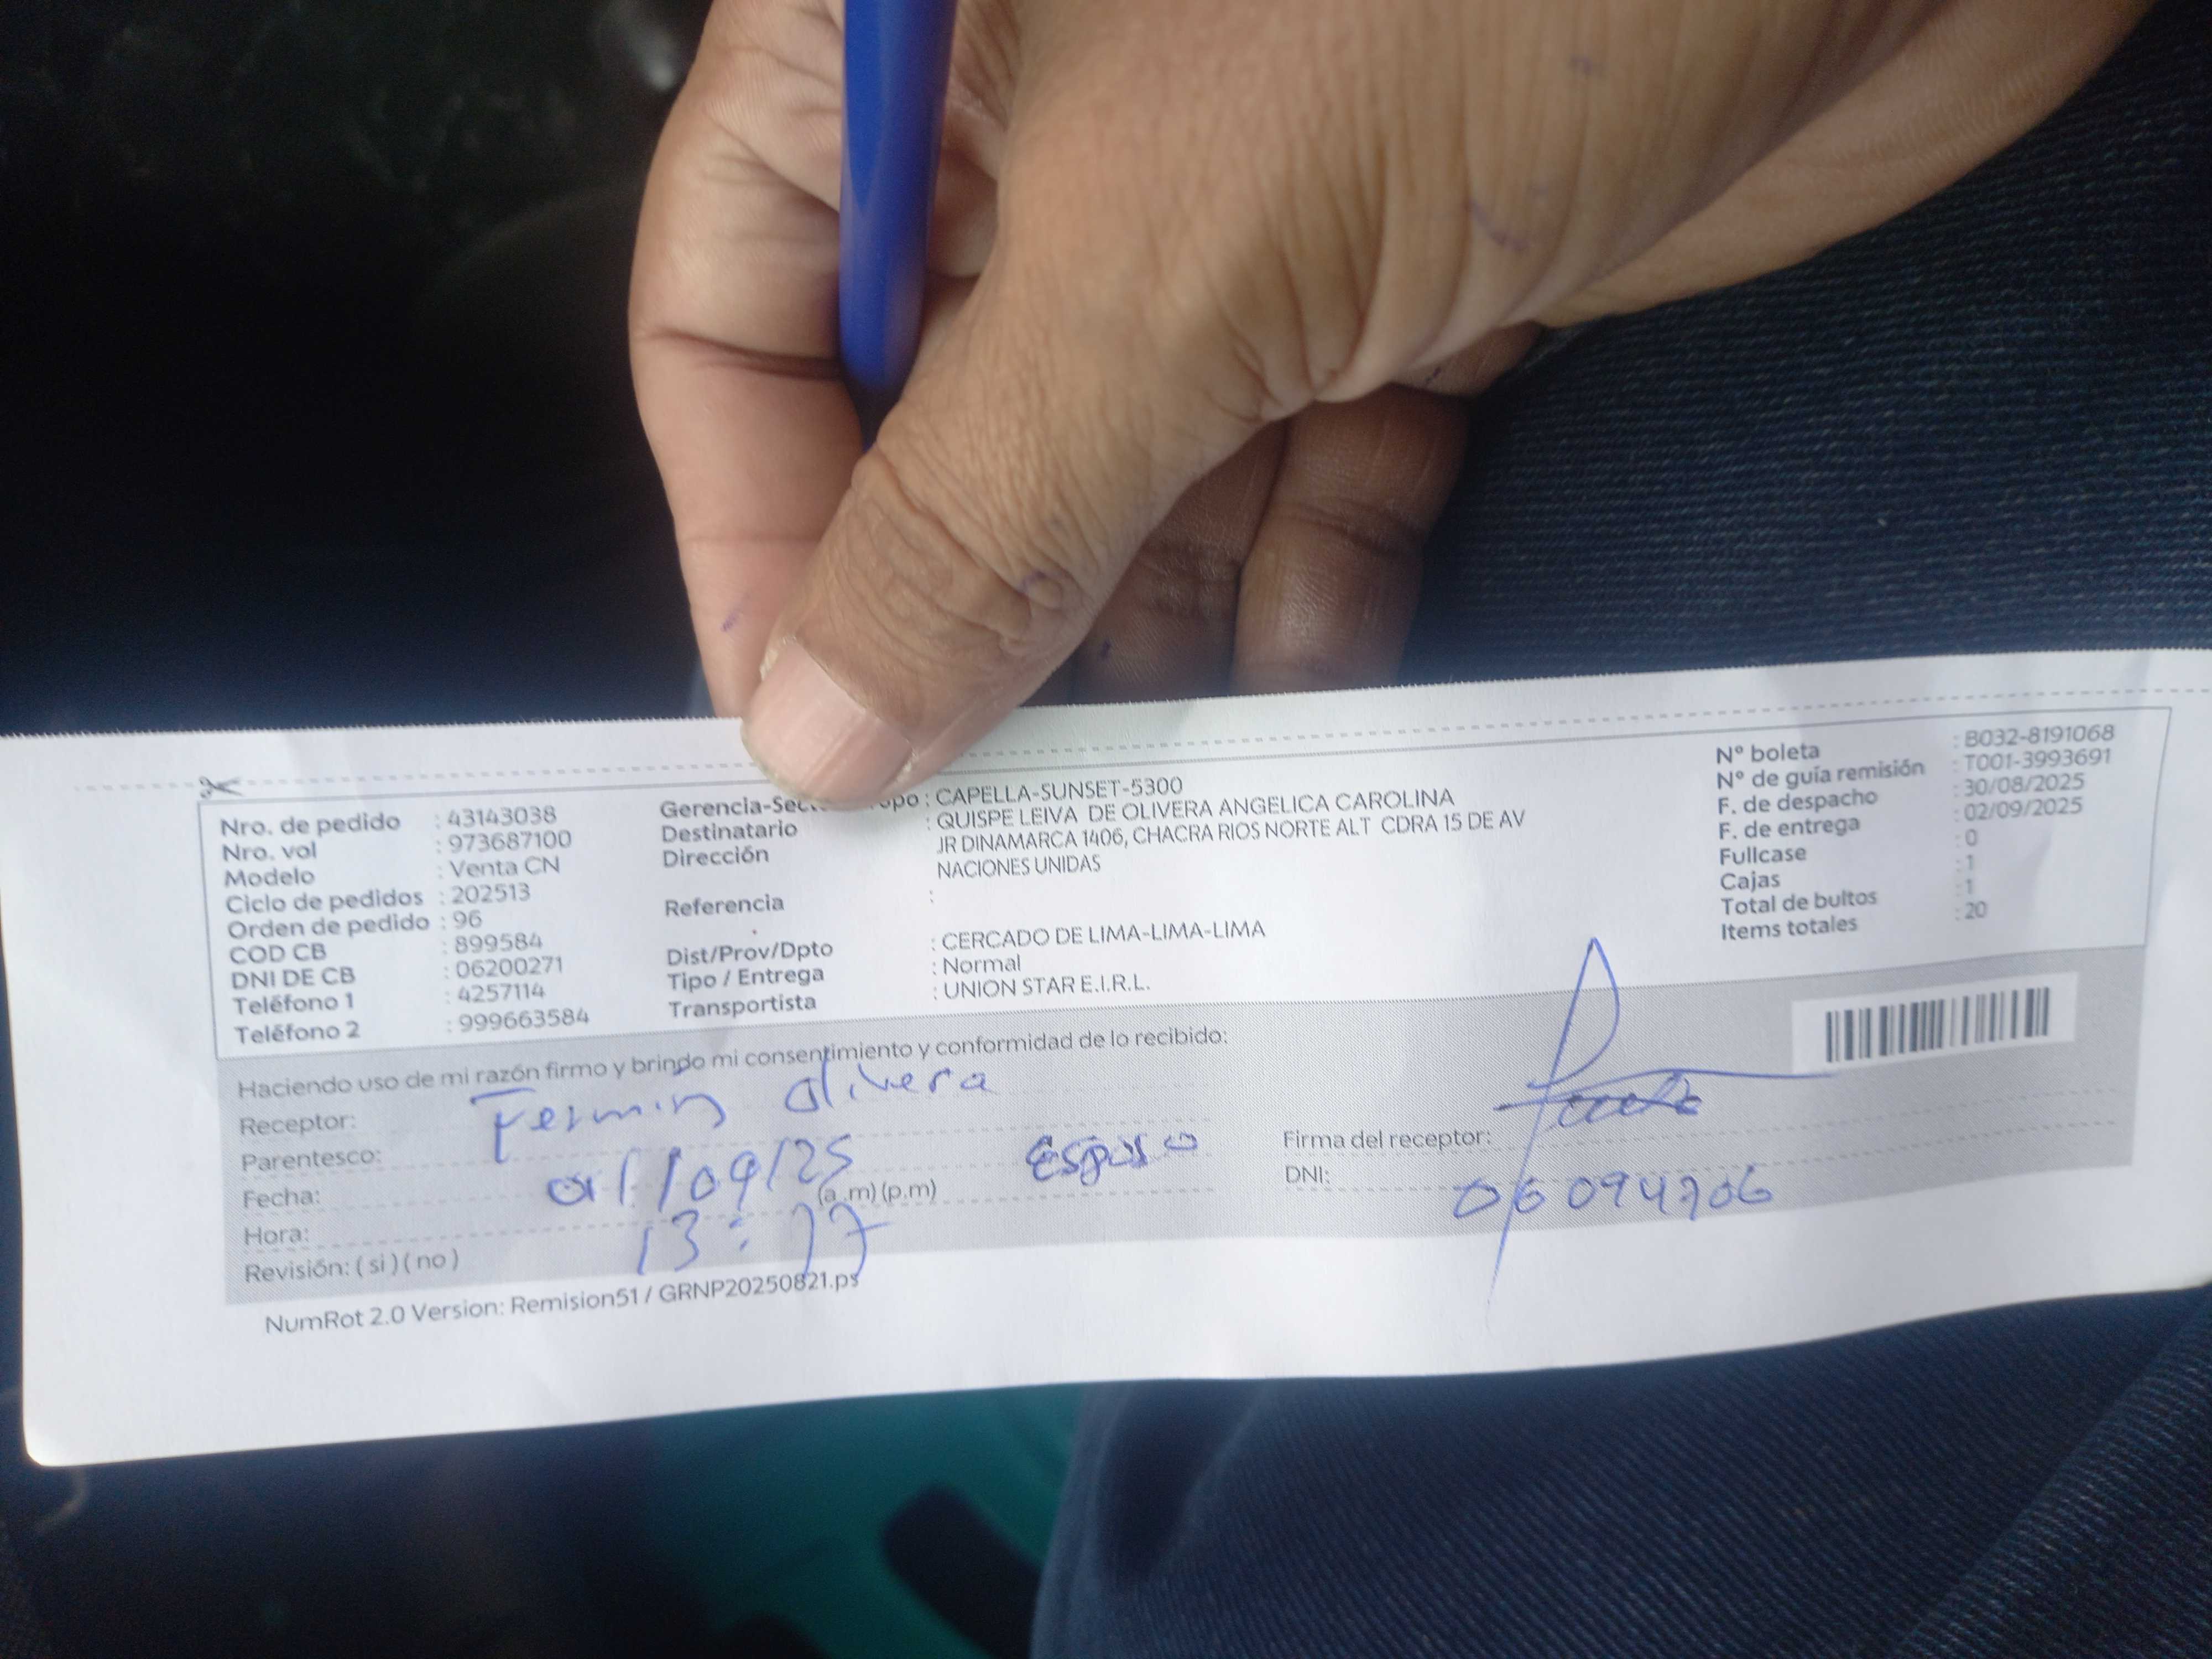 Nro. de pedido : 43143038
Nro. vol : 973687100
Modelo : Venta CN
Ciclo de pedidos : 202513
Orden de pedido : 96
COD CB : 899584
DNI DE CB : 06200271
Teléfono 1 : 4257114
Teléfono 2 : 999663584
Gerencia-Sec opo : CAPELLA-SUNSET-5300
Destinatario : QUISPE LEIVA DE OLIVERA ANGELICA CAROLINA
Dirección JR DINAMARCA 1406, CHACRA RIOS NORTE ALT CDRA 15 DE AV
NACIONES UNIDAS
Referencia :
Dist/Prov/Dpto : CERCADO DE LIMA-LIMA-LIMA
Tipo / Entrega : Normal
Transportista : UNION STAR E.I.R.L.
Nº boleta : B032-8191068
Nº de guía remisión : T001-3993691
F. de despacho : 30/08/2025
F. de entrega : 02/09/2025
Fullcase : 0
Cajas : 1
Total de bultos : 1
Items totales : 20
Haciendo uso de mi razón firmo y brindo mi consentimiento y conformidad de lo recibido:
Receptor: Fermin Olivera
Parentesco: Esposo
Fecha: 01/09/25
Hora: 13: (a .m) (p.m)
Revisión: ( si ) ( no )
Firma del receptor:
DNI: 06094706
NumRot 2.0 Version: Remision51 / GRNP20250821.ps